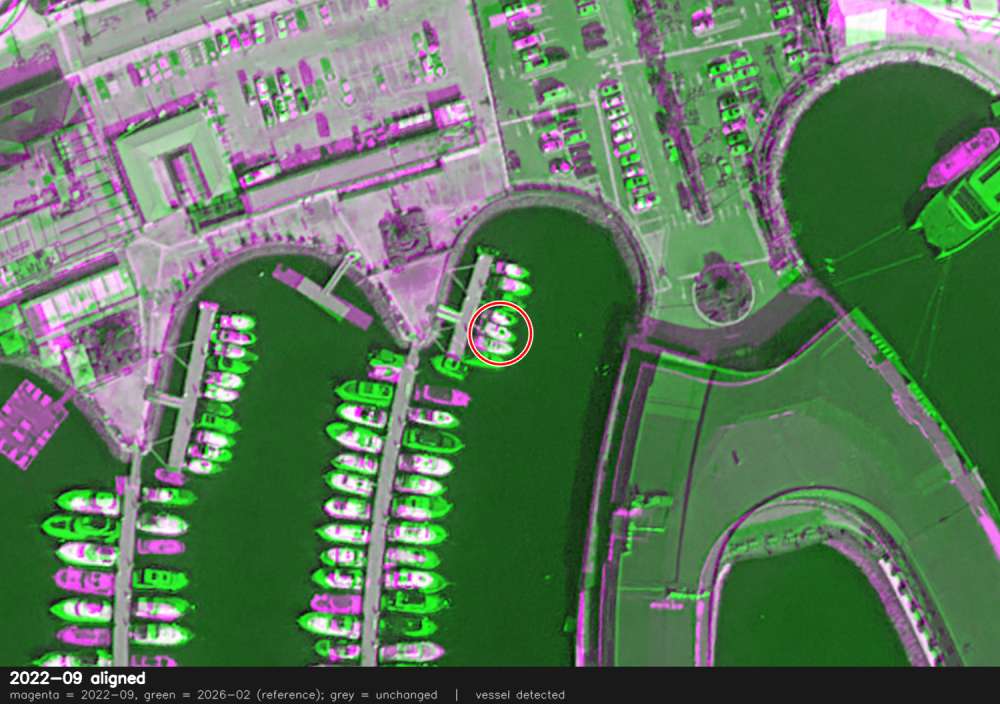 2022-09 aligned
magenta = 2022-09, green = 2026-02 (reference); grey = unchanged | vessel detected